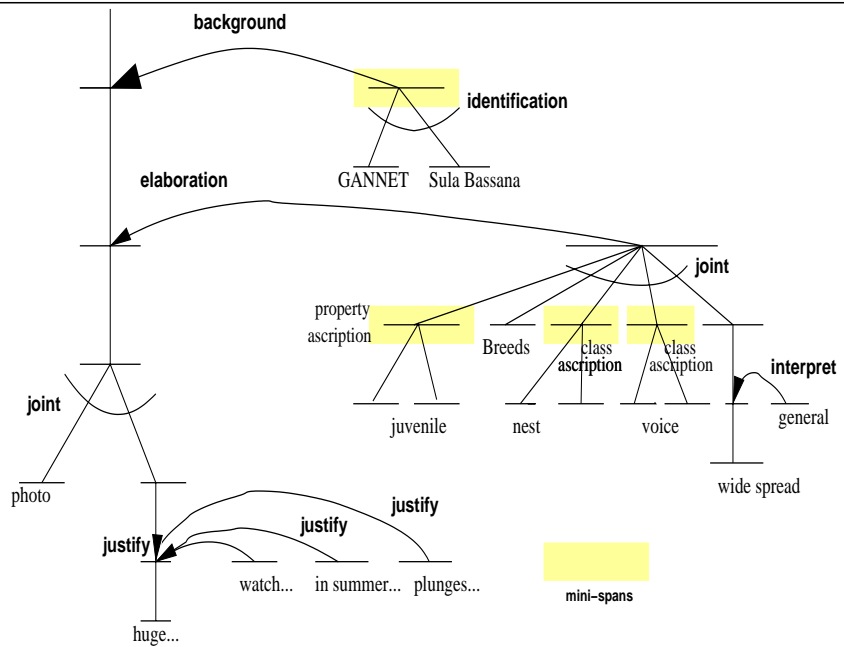 background
identification
GANNET Sula Bassana
elaboration
joint
property
ascription
Breeds
class
ascription
class
ascription
interpret
joint
juvenile
nest
voice
general
photo
wide spread
justify
justify
justify
watch... in summer... plunges...
mini-spans
huge...